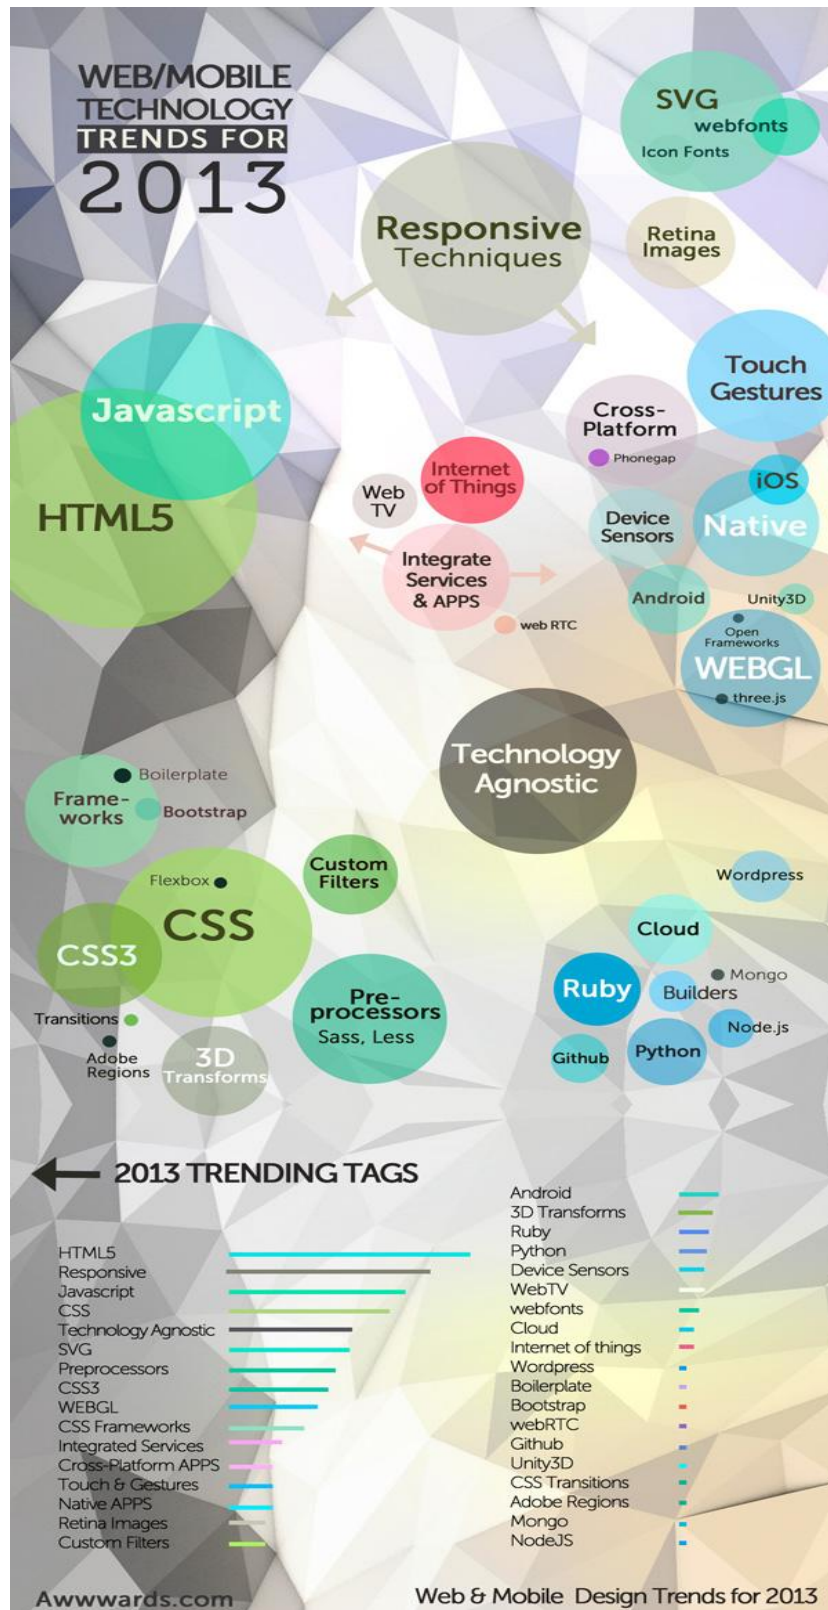 WEB/MOBILE
TECHNOLOGY
TRENDS FOR
2013
SVG
webfonts
Icon Fonts
Responsive
Techniques
Retina
Images
Touch
Gestures
Javascript
HTML5
Cross-
Platform
Phonegap
Internet
of Things
Web
TV
iOS
Native
Device
Sensors
Integrate
Services
& APPS
web RTC
Android
Unity3D
Open
Frameworks
WEBGL
three.js
Technology
Agnostic
Boilerplate
Frame-
works
Bootstrap
Custom
Filters
Flexbox
CSS
CSS3
Wordpress
Cloud
Ruby
Mongo
Builders
Node.js
Github
Python
Pre-
processors
Sass, Less
Transitions
Adobe
Regions
3D
Transforms
2013 TRENDING TAGS
HTML5
Responsive
Javascript
CSS
Technology Agnostic
SVG
Preprocessors
CSS3
WEBGL
CSS Frameworks
Integrated Services
Cross-Platform APPS
Touch & Gestures
Native APPS
Retina Images
Custom Filters
Android
3D Transforms
Ruby
Python
Device Sensors
WebTV
webfonts
Cloud
Internet of things
Wordpress
Boilerplate
Bootstrap
webRTC
Github
Unity3D
CSS Transitions
Adobe Regions
Mongo
NodeJS
Awwwards.com
Web & Mobile Design Trends for 2013